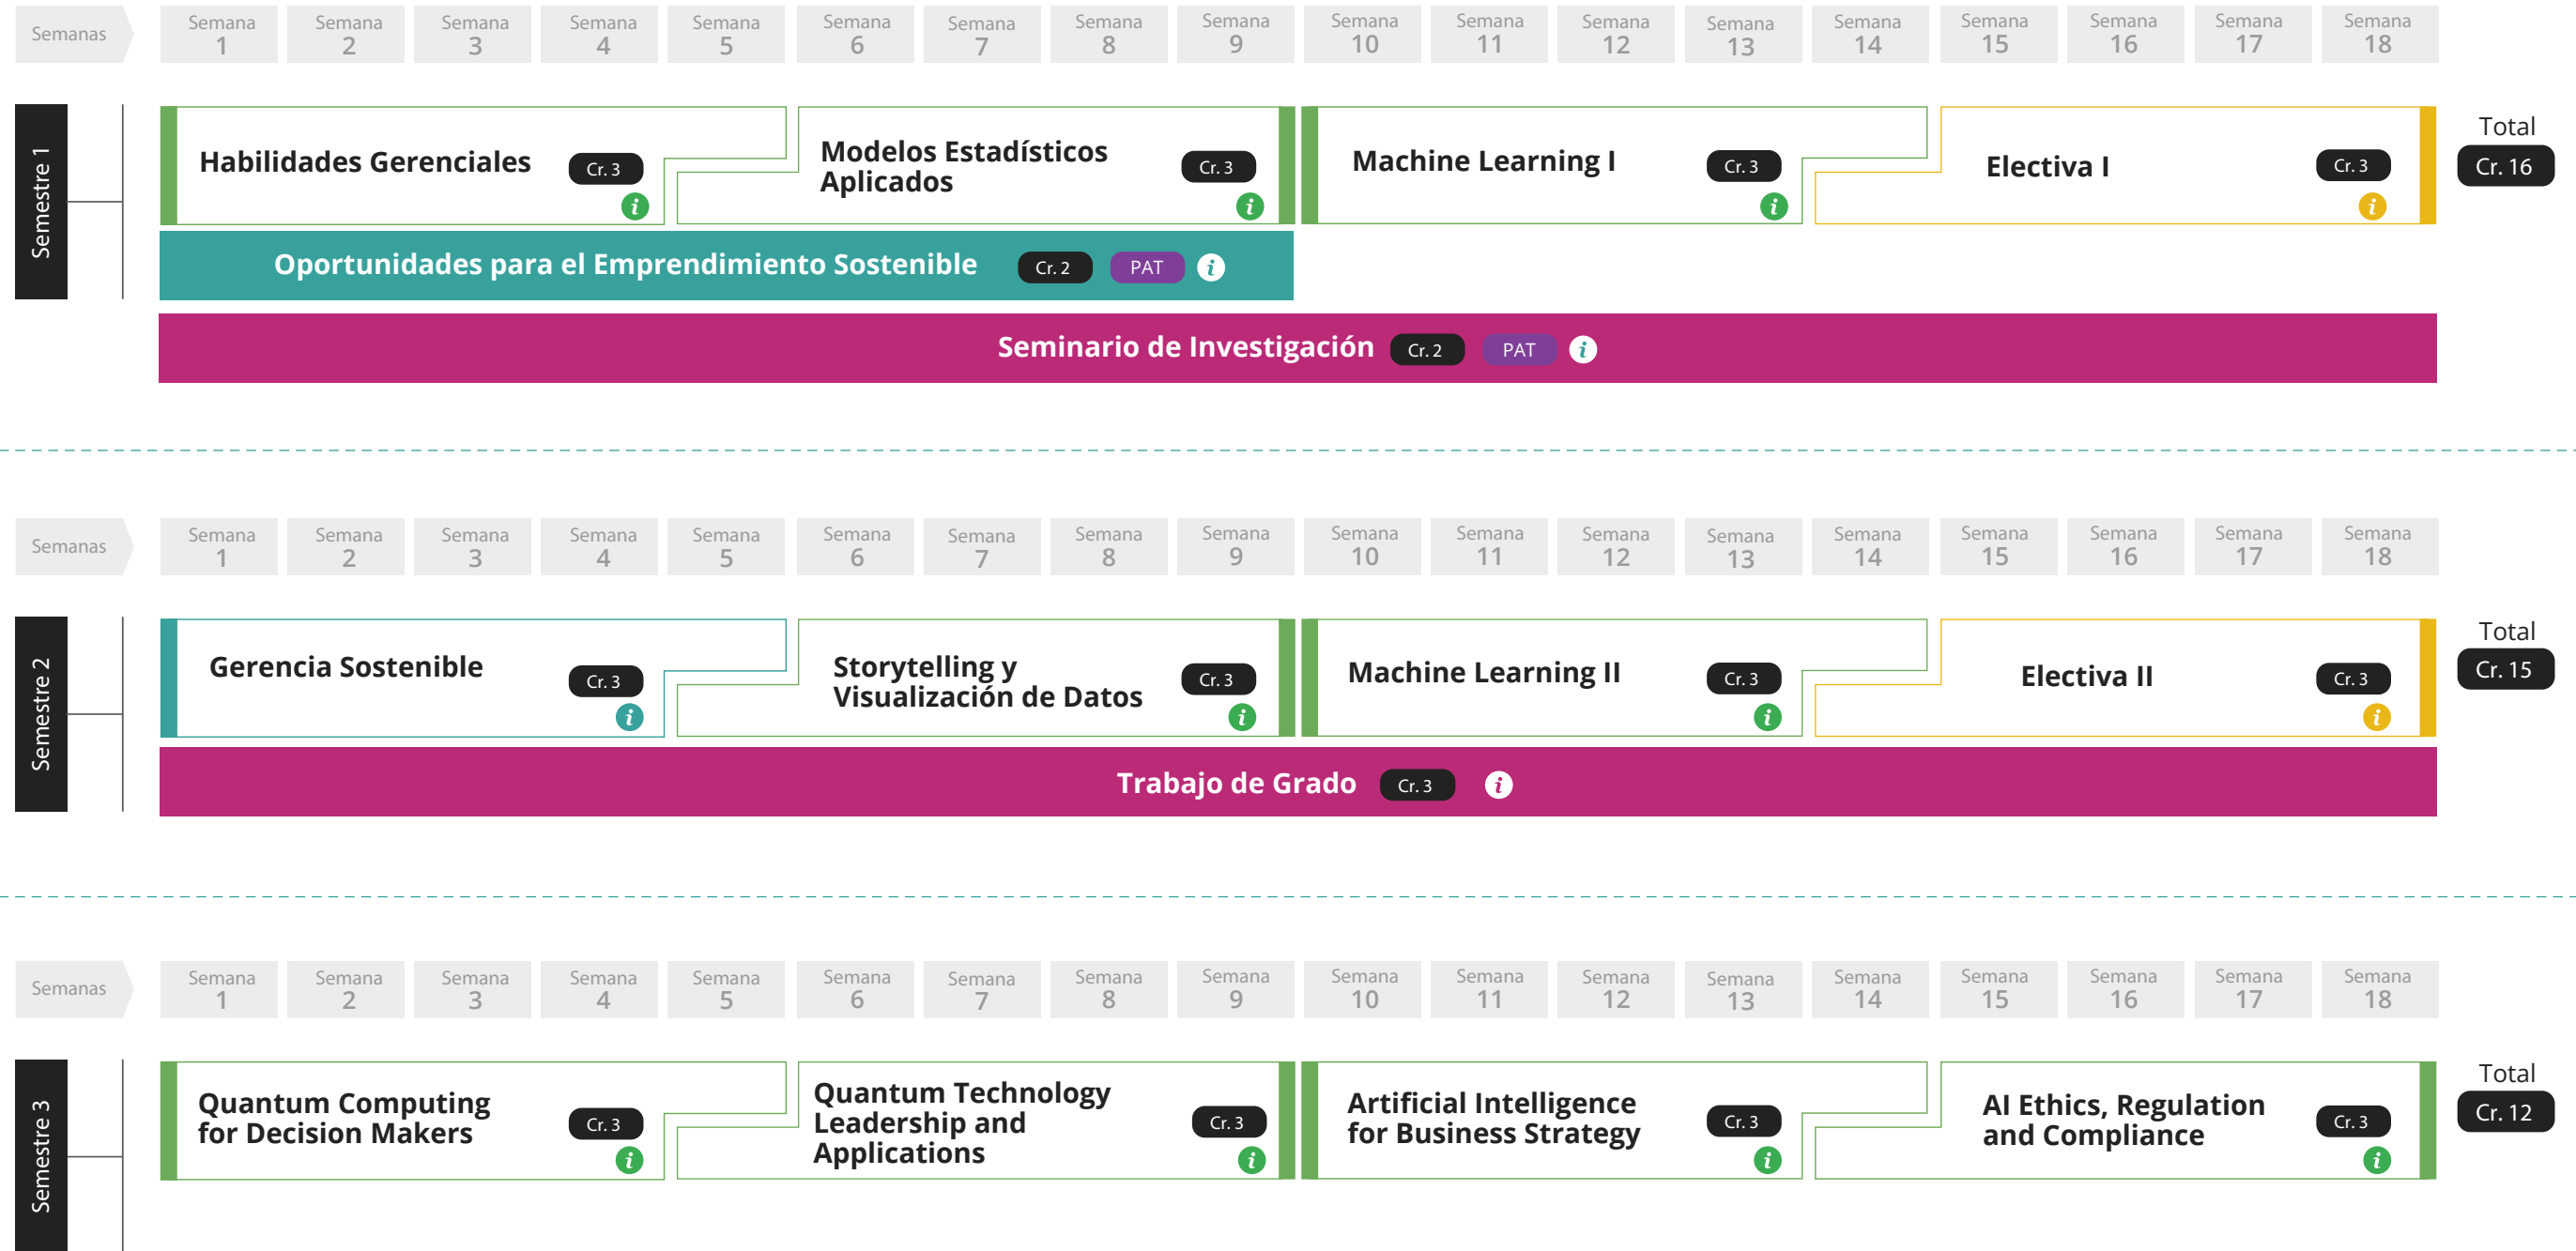 Semanas
Semana 1
Semana 2
Semana 3
Semana 4
Semana 5
Semana 6
Semana 7
Semana 8
Semana 9
Semana 10
Semana 11
Semana 12
Semana 13
Semana 14
Semana 15
Semana 16
Semana 17
Semana 18
Semestre 1
Habilidades Gerenciales
Cr. 3
i
Modelos Estadísticos
Aplicados
Cr. 3
i
Machine Learning I
Cr. 3
i
Electiva I
Cr. 3
i
Total
Cr. 16
Oportunidades para el Emprendimiento Sostenible Cr. 2 PAT i
Seminario de Investigación Cr. 2 PAT i
Semanas
Semana 1
Semana 2
Semana 3
Semana 4
Semana 5
Semana 6
Semana 7
Semana 8
Semana 9
Semana 10
Semana 11
Semana 12
Semana 13
Semana 14
Semana 15
Semana 16
Semana 17
Semana 18
Semestre 2
Gerencia Sostenible
Cr. 3
i
Storytelling y
Visualización de Datos
Cr. 3
i
Machine Learning II
Cr. 3
i
Electiva II
Cr. 3
i
Total
Cr. 15
Trabajo de Grado Cr. 3 i
Semanas
Semana 1
Semana 2
Semana 3
Semana 4
Semana 5
Semana 6
Semana 7
Semana 8
Semana 9
Semana 10
Semana 11
Semana 12
Semana 13
Semana 14
Semana 15
Semana 16
Semana 17
Semana 18
Semestre 3
Quantum Computing
for Decision Makers
Cr. 3
i
Quantum Technology
Leadership and
Applications
Cr. 3
i
Artificial Intelligence
for Business Strategy
Cr. 3
i
AI Ethics, Regulation
and Compliance
Cr. 3
i
Total
Cr. 12